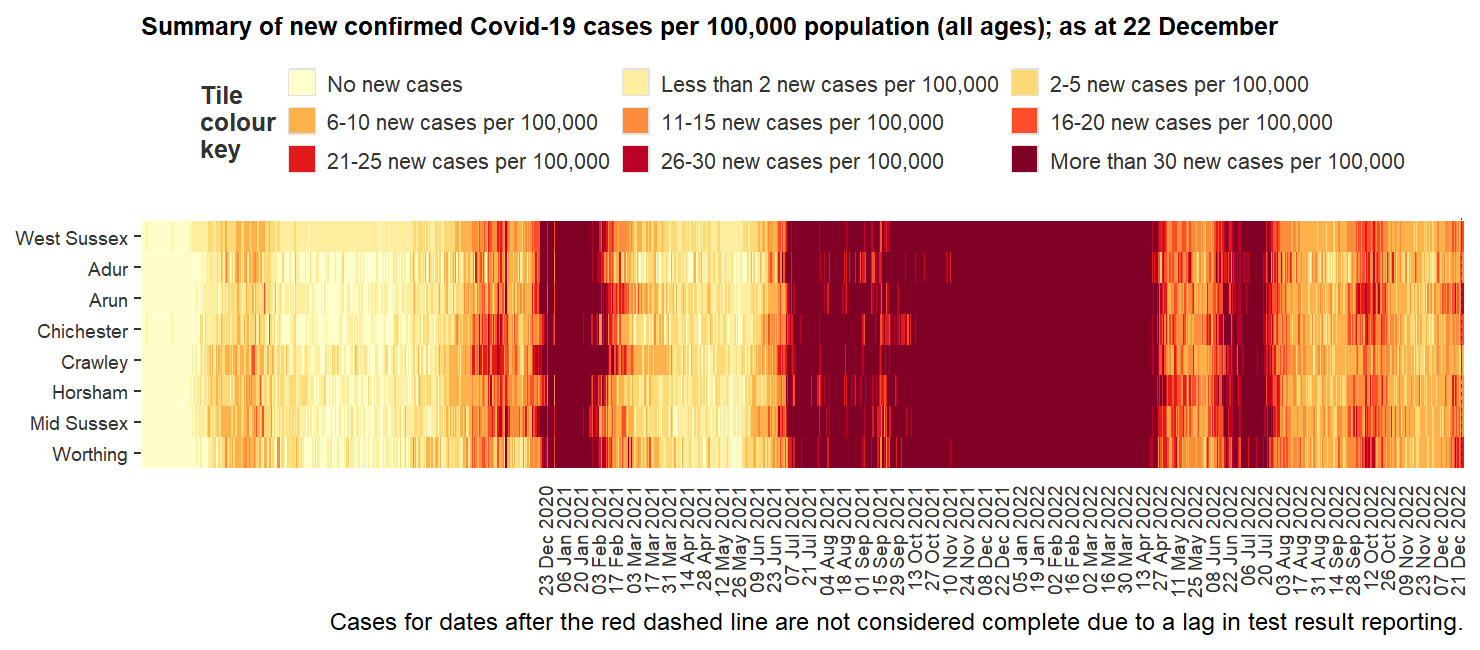 Summary of new confirmed Covid-19 cases per 100,000 population (all ages); as at 22 December
Tile
colour
key
No new cases
Less than 2 new cases per 100,000
2-5 new cases per 100,000
6-10 new cases per 100,000
11-15 new cases per 100,000
16-20 new cases per 100,000
21-25 new cases per 100,000
26-30 new cases per 100,000
More than 30 new cases per 100,000
West Sussex
Adur
Arun
Chichester
Crawley
Horsham
Mid Sussex
Worthing
23 Dec 2020
06 Jan 2021
20 Jan 2021
03 Feb 2021
17 Feb 2021
03 Mar 2021
17 Mar 2021
31 Mar 2021
14 Apr 2021
28 Apr 2021
12 May 2021
26 May 2021
09 Jun 2021
23 Jun 2021
07 Jul 2021
21 Jul 2021
04 Aug 2021
18 Aug 2021
01 Sep 2021
15 Sep 2021
29 Sep 2021
13 Oct 2021
27 Oct 2021
10 Nov 2021
24 Nov 2021
08 Dec 2021
22 Dec 2021
05 Jan 2022
19 Jan 2022
02 Feb 2022
16 Feb 2022
02 Mar 2022
16 Mar 2022
30 Mar 2022
13 Apr 2022
27 Apr 2022
11 May 2022
25 May 2022
08 Jun 2022
22 Jun 2022
06 Jul 2022
20 Jul 2022
03 Aug 2022
17 Aug 2022
31 Aug 2022
14 Sep 2022
28 Sep 2022
12 Oct 2022
26 Oct 2022
09 Nov 2022
23 Nov 2022
07 Dec 2022
21 Dec 2022
Cases for dates after the red dashed line are not considered complete due to a lag in test result reporting.